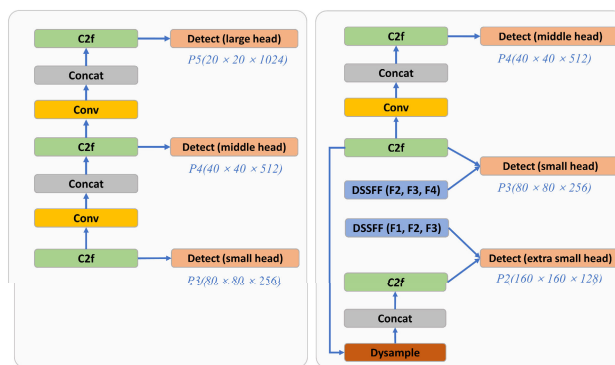 C2f
Detect (large head)
P5(20 × 20 × 1024)
Concat
Conv
C2f
Detect (middle head)
P4(40 × 40 × 512)
Concat
Conv
C2f
Detect (small head)
P3(80 × 80 × 256)
C2f
Detect (middle head)
P4(40 × 40 × 512)
Concat
Conv
C2f
Detect (small head)
P3(80 × 80 × 256)
DSSFF (F2, F3, F4)
DSSFF (F1, F2, F3)
Detect (extra small head)
P2(160 × 160 × 128)
C2f
Concat
Dysample